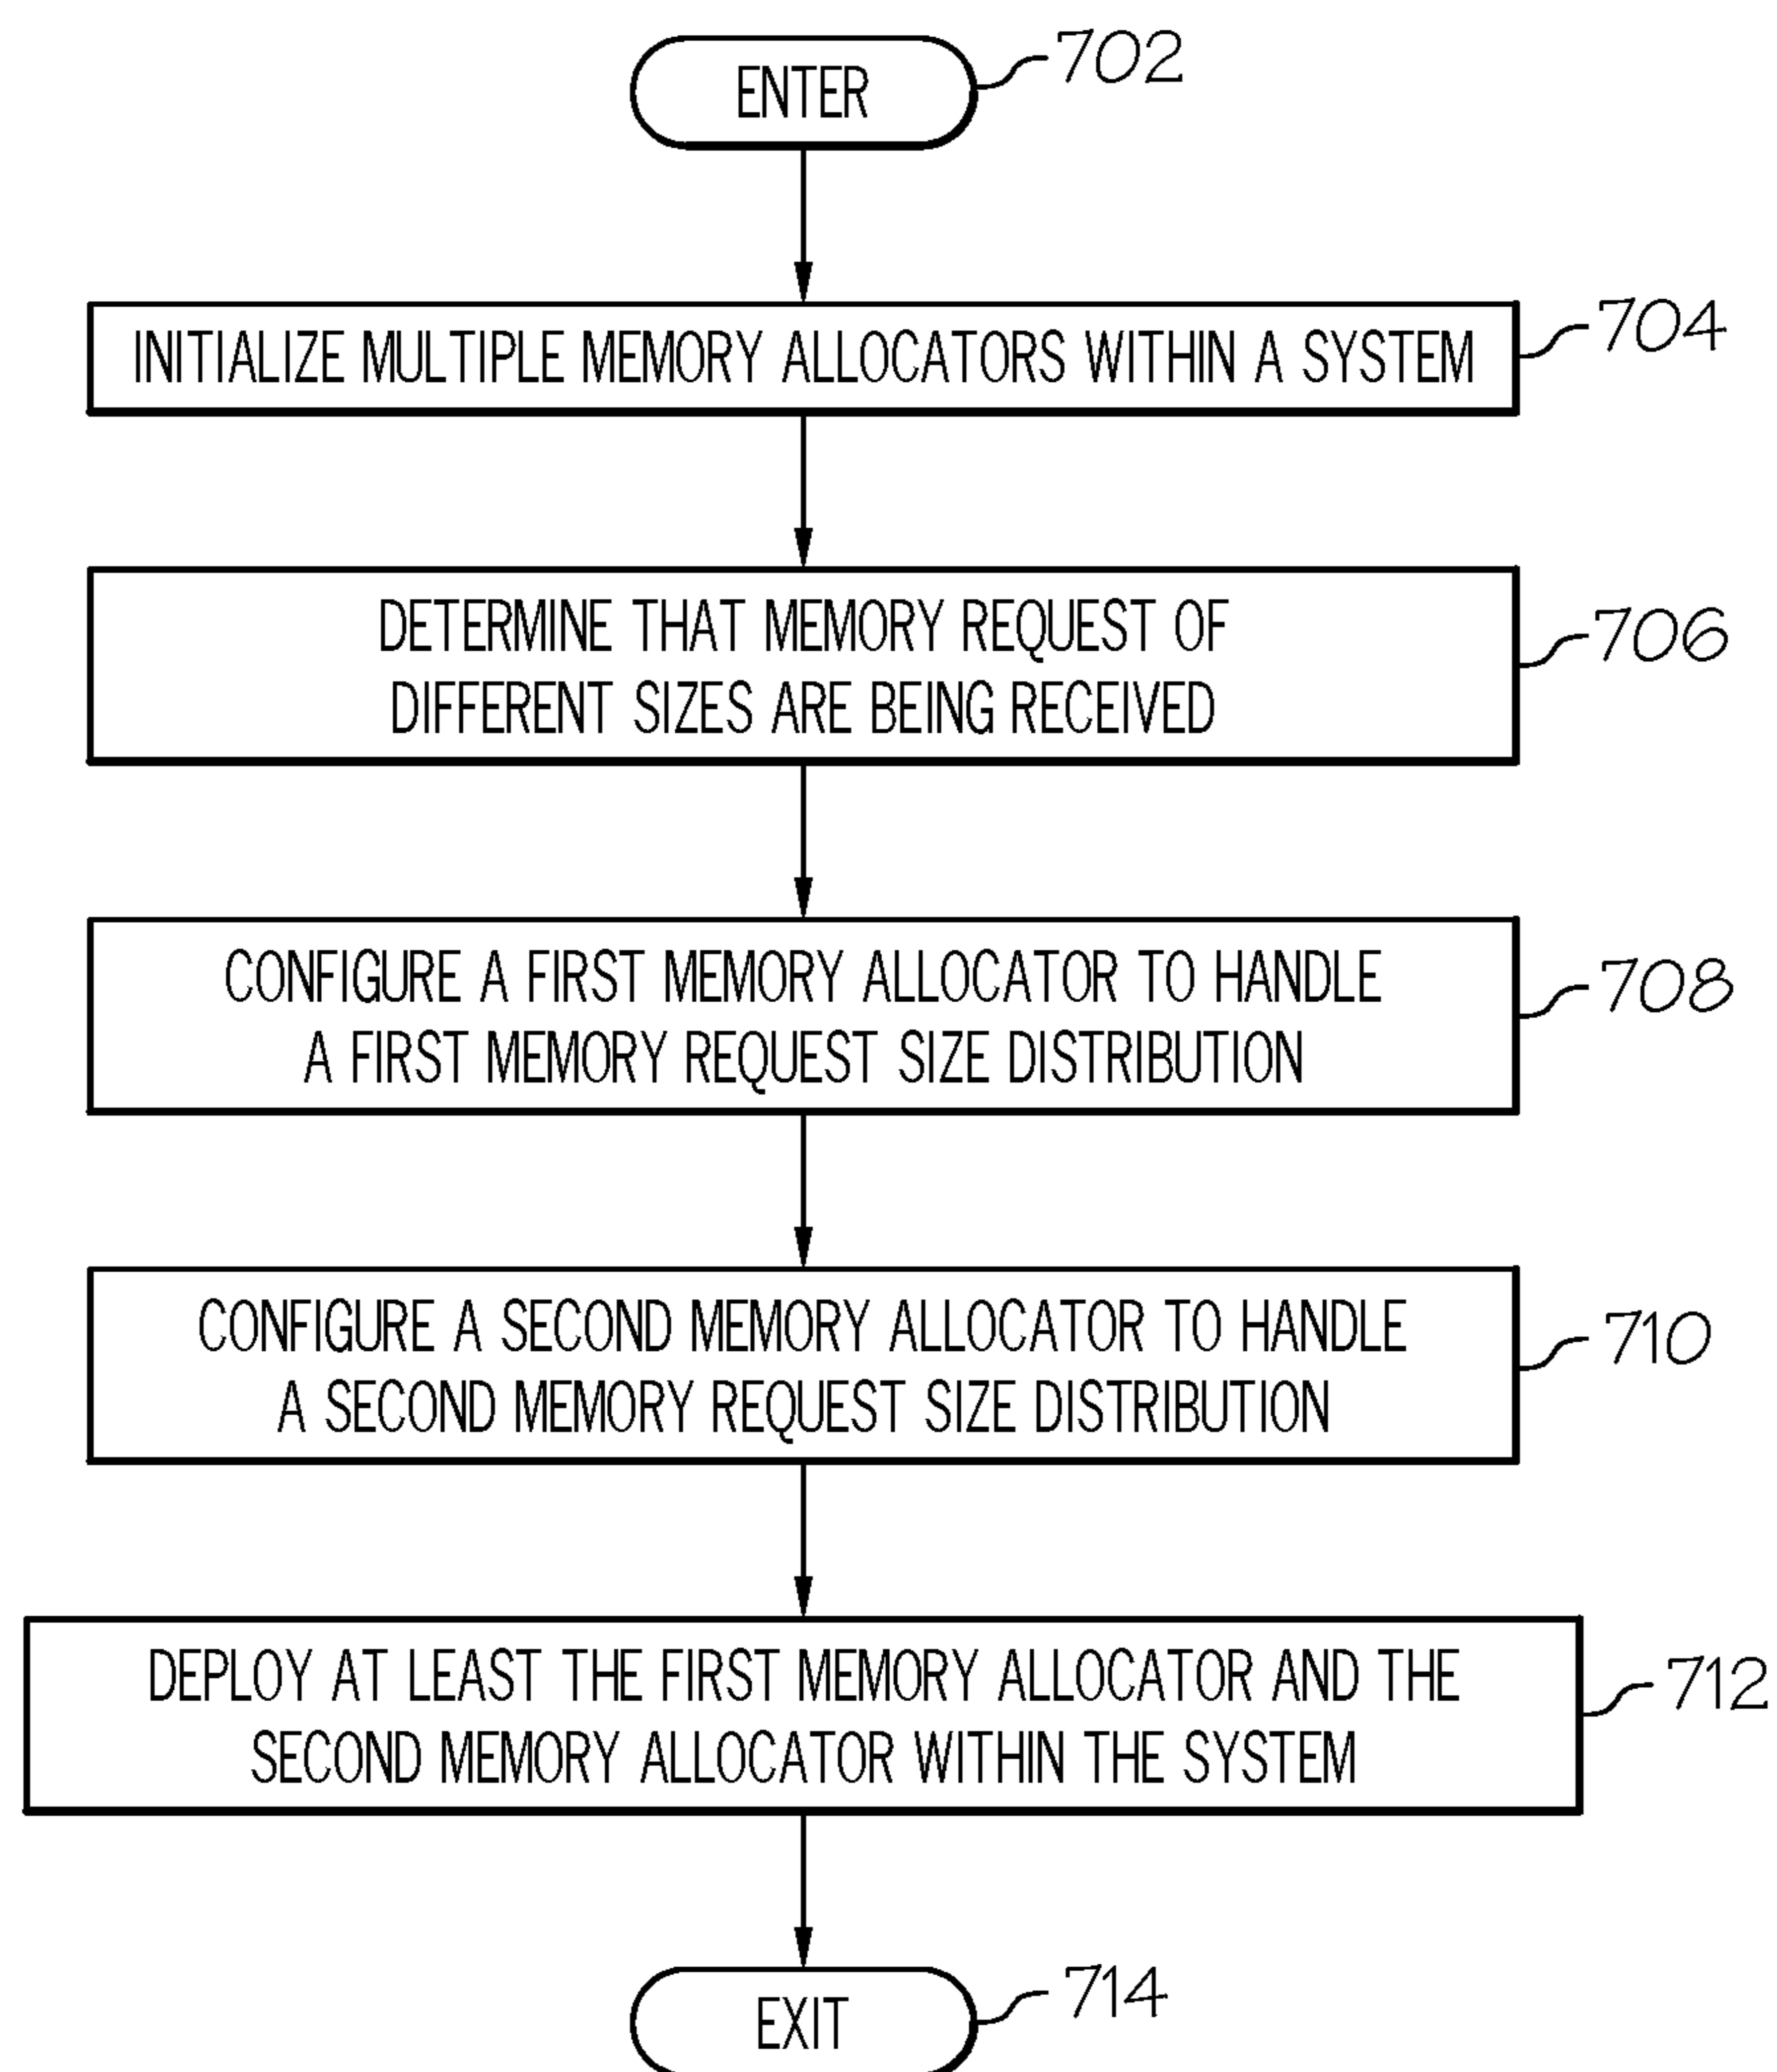 ENTER
702
INITIALIZE MULTIPLE MEMORY ALLOCATORS WITHIN A SYSTEM
704
DETERMINE THAT MEMORY REQUEST OF
DIFFERENT SIZES ARE BEING RECEIVED
706
CONFIGURE A FIRST MEMORY ALLOCATOR TO HANDLE
A FIRST MEMORY REQUEST SIZE DISTRIBUTION
708
CONFIGURE A SECOND MEMORY ALLOCATOR TO HANDLE
A SECOND MEMORY REQUEST SIZE DISTRIBUTION
710
DEPLOY AT LEAST THE FIRST MEMORY ALLOCATOR AND THE
SECOND MEMORY ALLOCATOR WITHIN THE SYSTEM
712
EXIT
714